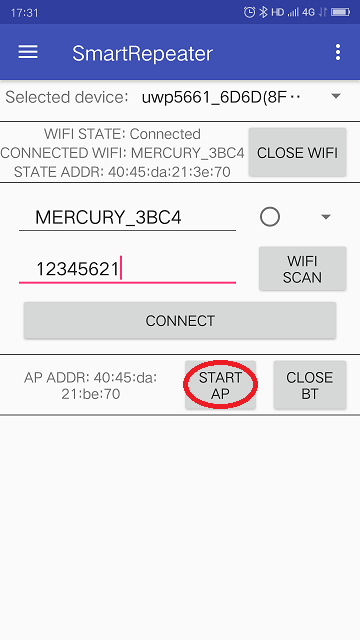 17:31
HD 4G
SmartRepeater
Selected device: uwp5661_6D6D(8F··
WIFI STATE: Connected
CONNECTED WIFI: MERCURY_3BC4
STATE ADDR: 40:45:da:21:3e:70
CLOSE WIFI
MERCURY_3BC4
12345621
WIFI
SCAN
CONNECT
AP ADDR: 40:45:da:
21:be:70
START
AP
CLOSE
BT